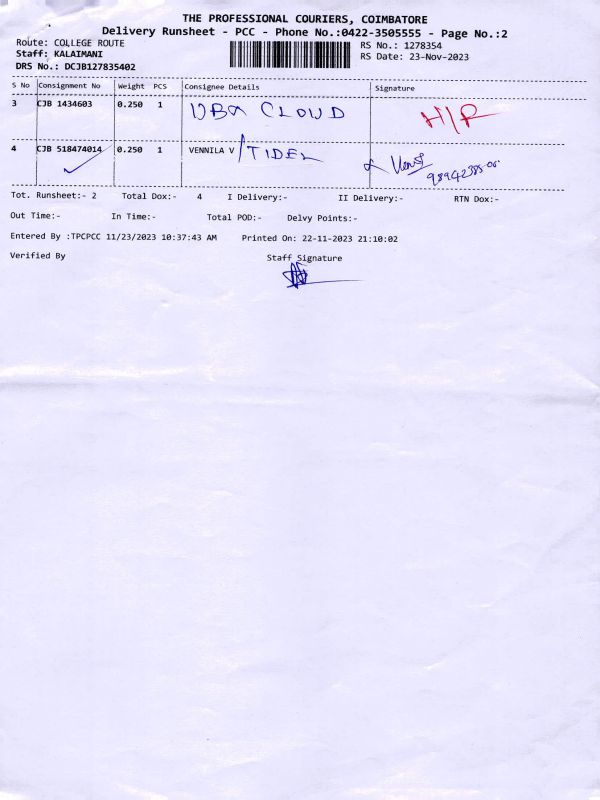 THE PROFESSIONAL COURIERS, COIMBATORE
Delivery Runsheet - PCC - Phone No.:0422-3505555 - Page No.:2
Route: COLLEGE ROUTE
Staff: KALAIMANI
DRS No.: DCJB127835402
RS No.: 1278354
RS Date: 23-Nov-2023
S No Consignment No Weight PCS Consignee Details Signature
3 CJB 1434603 0.250 1 UBA CLOUD H/R
4 CJB 518474014 0.250 1 VENNILA V / TIDEL
Tot. Runsheet:- 2 Total Dox:- 4 I Delivery:- II Delivery:- RTN Dox:-
Out Time:- In Time:- Total POD:- Delvy Points:-
Entered By :TPCPCC 11/23/2023 10:37:43 AM Printed On: 22-11-2023 21:10:02
Verified By Staff Signature